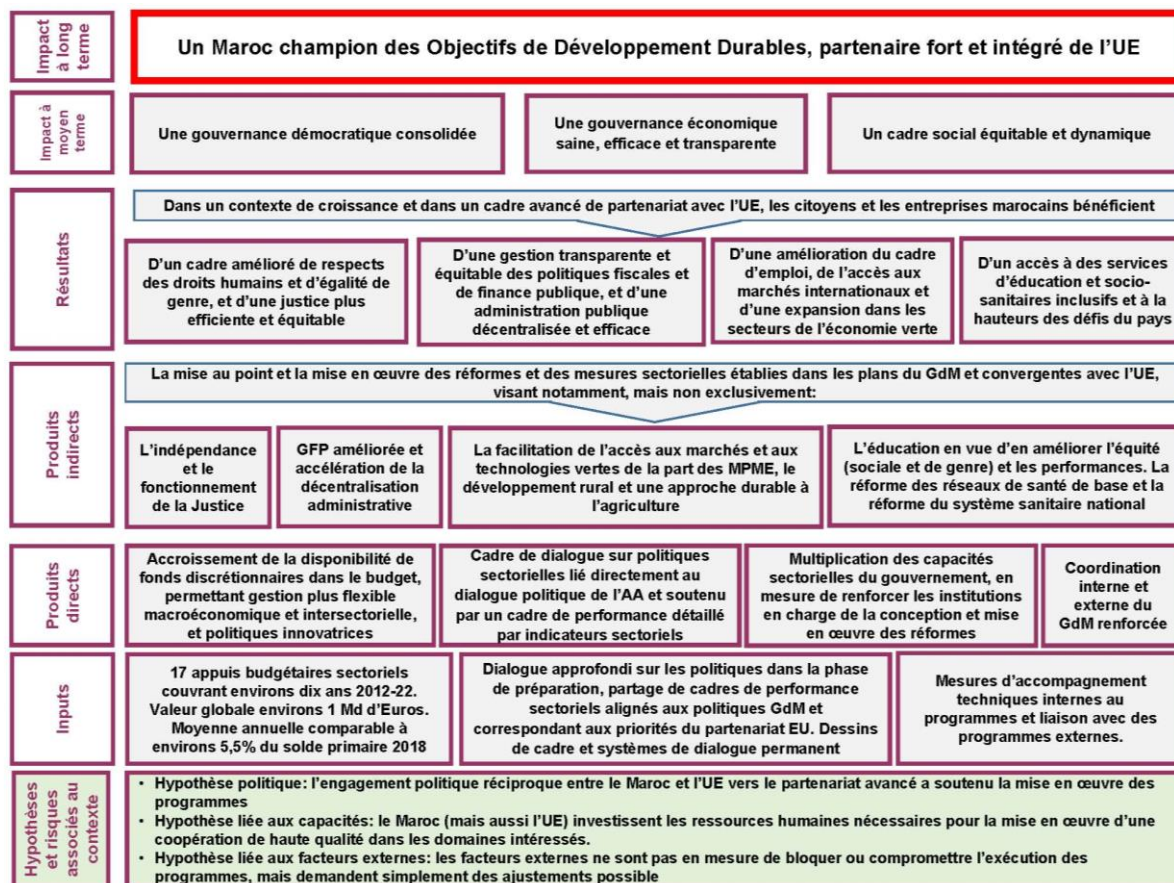 Impact
à long
terme
Un Maroc champion des Objectifs de Développement Durables, partenaire fort et intégré de l'UE
Impact à
moyen
terme
Une gouvernance démocratique consolidée
Une gouvernance économique
saine, efficace et transparente
Un cadre social équitable et dynamique
Résultats
Dans un contexte de croissance et dans un cadre avancé de partenariat avec l'UE, les citoyens et les entreprises marocains bénéficient
D'un cadre amélioré de respects
des droits humains et d'égalité de
genre, et d'une justice plus
efficiente et équitable
D'une gestion transparente et
équitable des politiques fiscales et
de finance publique, et d'une
administration publique
décentralisée et efficace
D'une amélioration du cadre
d'emploi, de l'accès aux
marchés internationaux et
d'une expansion dans les
secteurs de l'économie verte
D'un accès à des services
d'éducation et socio-
sanitaires inclusifs et à la
hauteurs des défis du pays
Produits
indirects
La mise au point et la mise en œuvre des réformes et des mesures sectorielles établies dans les plans du GdM et convergentes avec l'UE,
visant notamment, mais non exclusivement:
L'indépendance
et le
fonctionnement
de la Justice
GFP améliorée et
accélération de la
décentralisation
administrative
La facilitation de l'accès aux marchés et aux
technologies vertes de la part des MPME, le
développement rural et une approche durable à
l'agriculture
L'éducation en vue d'en améliorer l'équité
(sociale et de genre) et les performances. La
réforme des réseaux de santé de base et la
réforme du système sanitaire national
Produits
directs
Accroissement de la disponibilité de
fonds discrétionnaires dans le budget,
permettant gestion plus flexible
macroéconomique et intersectorielle,
et politiques innovatrices
Cadre de dialogue sur politiques
sectorielles lié directement au
dialogue politique de l'AA et soutenu
par un cadre de performance détaillé
par indicateurs sectoriels
Multiplication des capacités
sectorielles du gouvernement, en
mesure de renforcer les institutions
en charge de la conception et mise
en œuvre des réformes
Coordination
interne et
externe du
GdM renforcée
Inputs
17 appuis budgétaires sectoriels
couvrant environs dix ans 2012-22.
Valeur globale environs 1 Md d'Euros.
Moyenne annuelle comparable à
environs 5,5% du solde primaire 2018
Dialogue approfondi sur les politiques dans la phase
de préparation, partage de cadres de performance
sectoriels alignés aux politiques GdM et
correspondant aux priorités du partenariat EU. Dessins
de cadre et systèmes de dialogue permanent
Mesures d'accompagnement
techniques internes au
programmes et liaison avec des
programmes externes.
Hypothèses
et risques
associés au
contexte
• Hypothèse politique: l'engagement politique réciproque entre le Maroc et l'UE vers le partenariat avancé a soutenu la mise en œuvre des
programmes
• Hypothèse liée aux capacités: le Maroc (mais aussi l'UE) investissent les ressources humaines nécessaires pour la mise en œuvre d'une
coopération de haute qualité dans les domaines intéressés.
• Hypothèse liée aux facteurs externes: les facteurs externes ne sont pas en mesure de bloquer ou compromettre l'exécution des
programmes, mais demandent simplement des ajustements possible